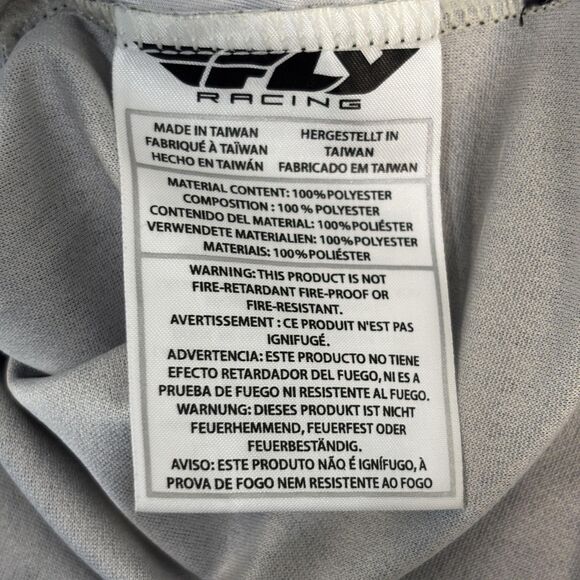 FLY
RACING
MADE IN TAIWAN
FABRIQUÉ À TAÏWAN
HECHO EN TAIWÁN
HERGESTELLT IN
TAIWAN
FABRICADO EM TAIWAN
MATERIAL CONTENT: 100% POLYESTER
COMPOSITION : 100 % POLYESTER
CONTENIDO DEL MATERIAL: 100% POLIÉSTER
VERWENDETE MATERIALIEN: 100% POLYESTER
MATERIAIS: 100% POLIÉSTER
WARNING: THIS PRODUCT IS NOT
FIRE-RETARDANT FIRE-PROOF OR
FIRE-RESISTANT.
AVERTISSEMENT : CE PRODUIT N'EST PAS
IGNIFUGÉ.
ADVERTENCIA: ESTE PRODUCTO NO TIENE
EFECTO RETARDADOR DEL FUEGO, NI ES A
PRUEBA DE FUEGO NI RESISTENTE AL FUEGO.
WARNUNG: DIESES PRODUKT IST NICHT
FEUERHEMMEND, FEUERFEST ODER
FEUERBESTÄNDIG.
AVISO: ESTE PRODUTO NÃO É IGNÍFUGO, À
PROVA DE FOGO NEM RESISTENTE AO FOGO